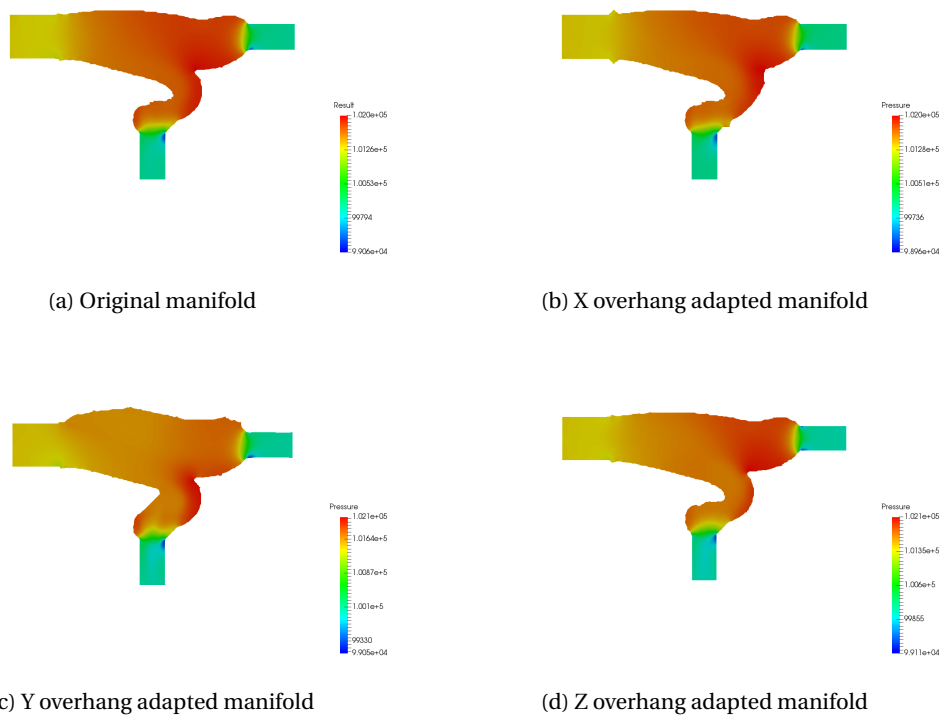 Result
1.020e+05
1.0126e+5
1.0053e+5
99794
9.906e+04
(a) Original manifold
Pressure
1.020e+05
1.0128e+5
1.0051e+5
99736
9.896e+04
(b) X overhang adapted manifold
Pressure
1.021e+05
1.0164e+5
1.0087e+5
1.001e+5
99330
9.905e+04
c) Y overhang adapted manifold
Pressure
1.021e+05
1.0135e+5
1.006e+5
99855
9.911e+04
(d) Z overhang adapted manifold